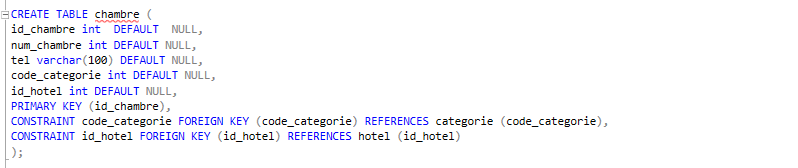 CREATE TABLE chambre (
id_chambre int  DEFAULT  NULL,
num_chambre int DEFAULT NULL,
tel varchar(100) DEFAULT NULL,
code_categorie int DEFAULT NULL,
id_hotel int DEFAULT NULL,
PRIMARY KEY (id_chambre),
CONSTRAINT code_categorie FOREIGN KEY (code_categorie) REFERENCES categorie (code_categorie),
CONSTRAINT id_hotel FOREIGN KEY (id_hotel) REFERENCES hotel (id_hotel)
);